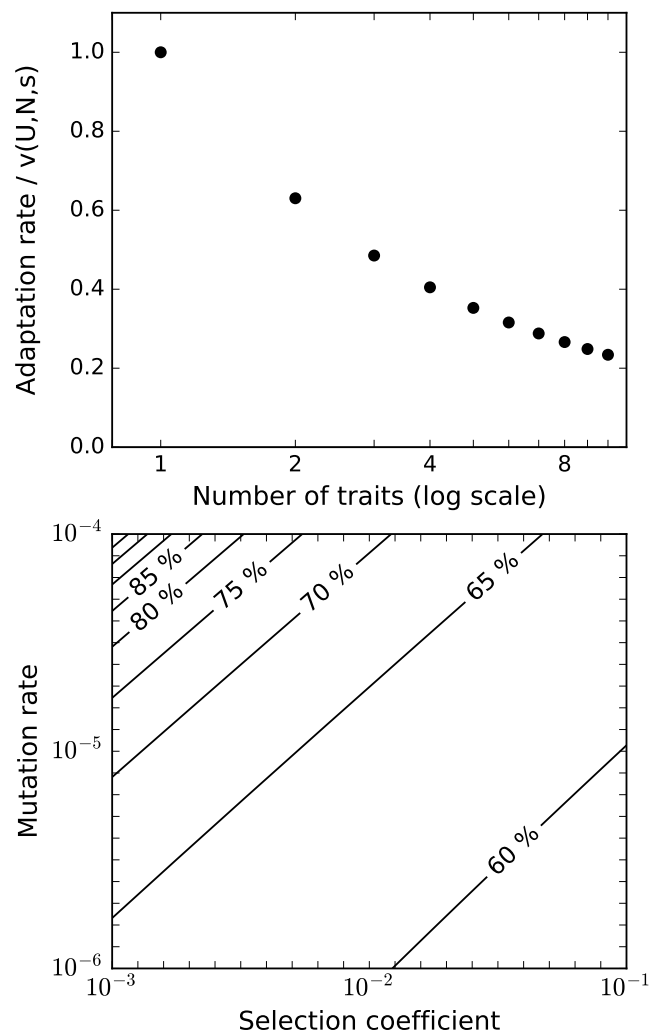 Adaptation rate / v(U,N,s)
1.0
0.8
0.6
0.4
0.2
0.0
1 2 4 8
Number of traits (log scale)
Mutation rate
10⁻⁴
10⁻⁵
10⁻⁶
85 %
80 %
75 %
70 %
65 %
60 %
10⁻³ 10⁻² 10⁻¹
Selection coefficient